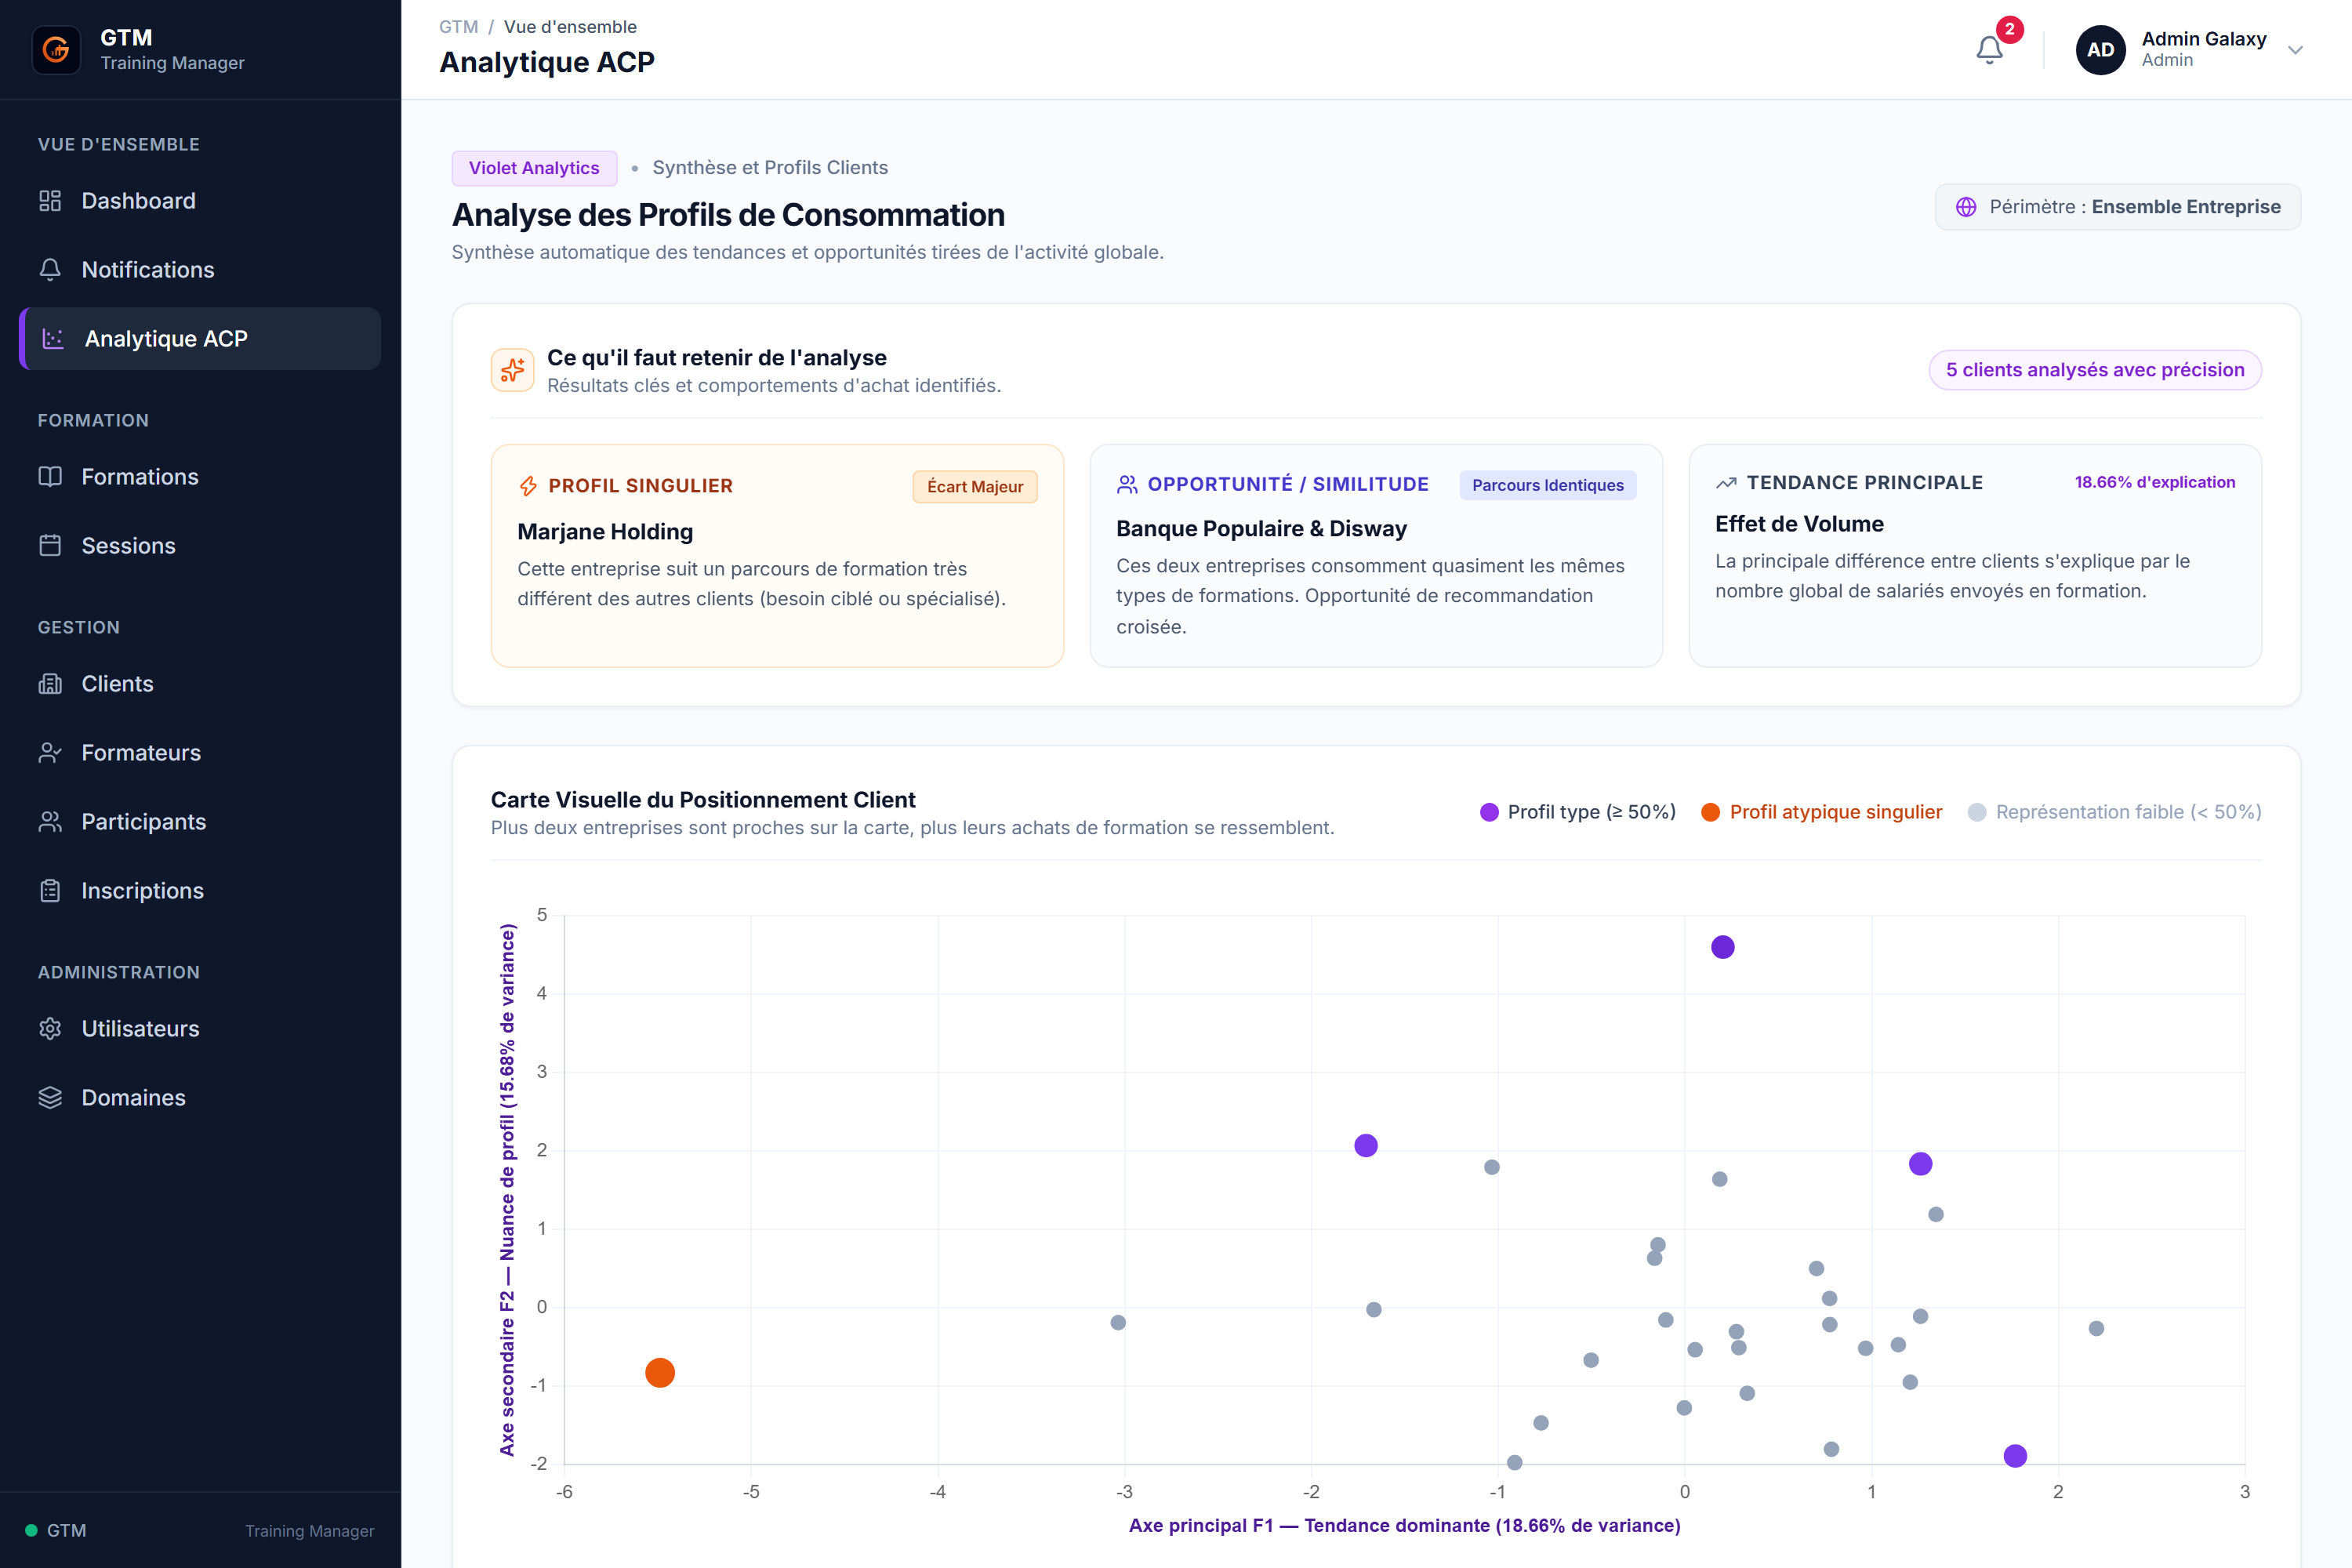 GTM
Training Manager
VUE D'ENSEMBLE
Dashboard
Notifications
Analytique ACP
FORMATION
Formations
Sessions
GESTION
Clients
Formateurs
Participants
Inscriptions
ADMINISTRATION
Utilisateurs
Domaines
GTM
Training Manager
GTM / Vue d'ensemble
Analytique ACP
2
AD
Admin Galaxy
Admin
Violet Analytics • Synthèse et Profils Clients
Analyse des Profils de Consommation
Synthèse automatique des tendances et opportunités tirées de l'activité globale.
Périmètre : Ensemble Entreprise
Ce qu'il faut retenir de l'analyse
Résultats clés et comportements d'achat identifiés.
5 clients analysés avec précision
PROFIL SINGULIER
Écart Majeur
Marjane Holding
Cette entreprise suit un parcours de formation très
différent des autres clients (besoin ciblé ou spécialisé).
OPPORTUNITÉ / SIMILITUDE
Parcours Identiques
Banque Populaire & Disway
Ces deux entreprises consomment quasiment les mêmes
types de formations. Opportunité de recommandation
croisée.
TENDANCE PRINCIPALE
18.66% d'explication
Effet de Volume
La principale différence entre clients s'explique par le
nombre global de salariés envoyés en formation.
Carte Visuelle du Positionnement Client
Plus deux entreprises sont proches sur la carte, plus leurs achats de formation se ressemblent.
Profil type (≥ 50%)
Profil atypique singulier
Représentation faible (< 50%)
Axe secondaire F2 — Nuance de profil (15.68% de variance)
5
4
3
2
1
0
-1
-2
-6 -5 -4 -3 -2 -1 0 1 2 3
Axe principal F1 — Tendance dominante (18.66% de variance)